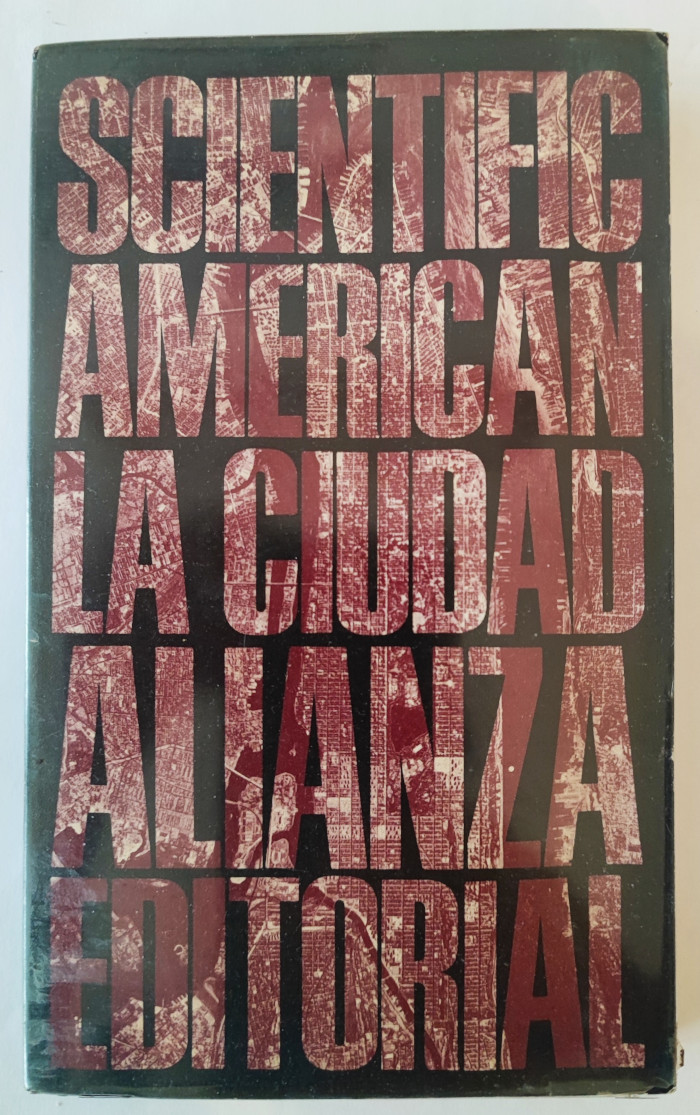 SCIENTIFIC
AMERICAN
LA CIUDAD
ALIANZA
EDITORIAL